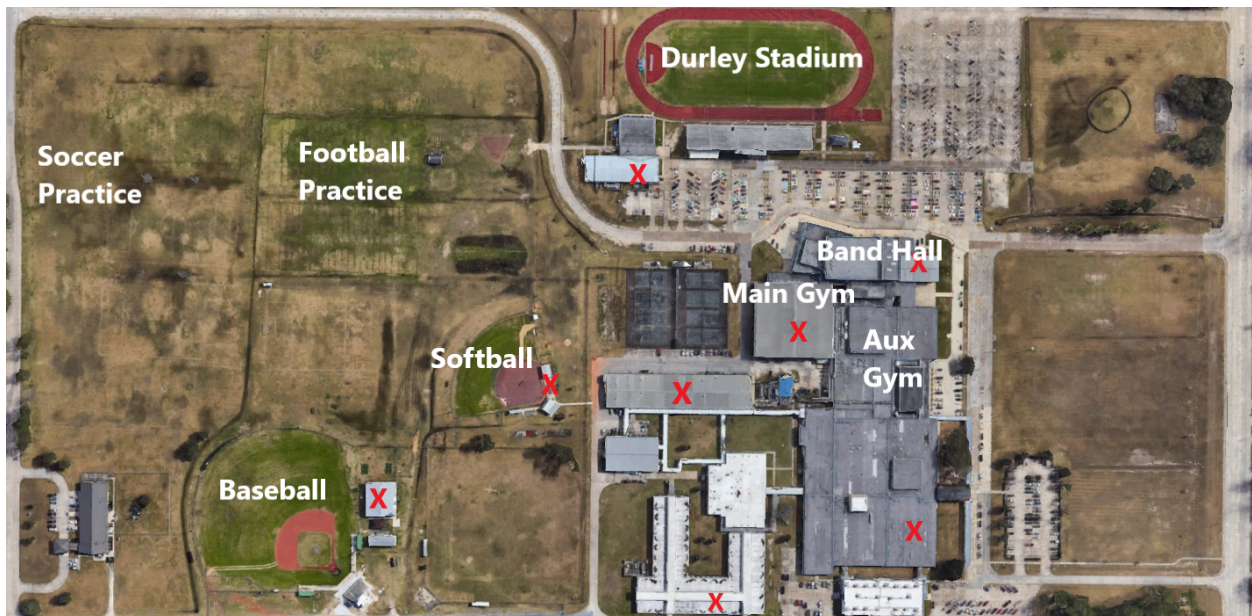 Durley Stadium
Soccer
Practice
Football
Practice
X
Band Hall
X
Main Gym
X
Aux
Gym
Softball
X
X
Baseball
X
X
X